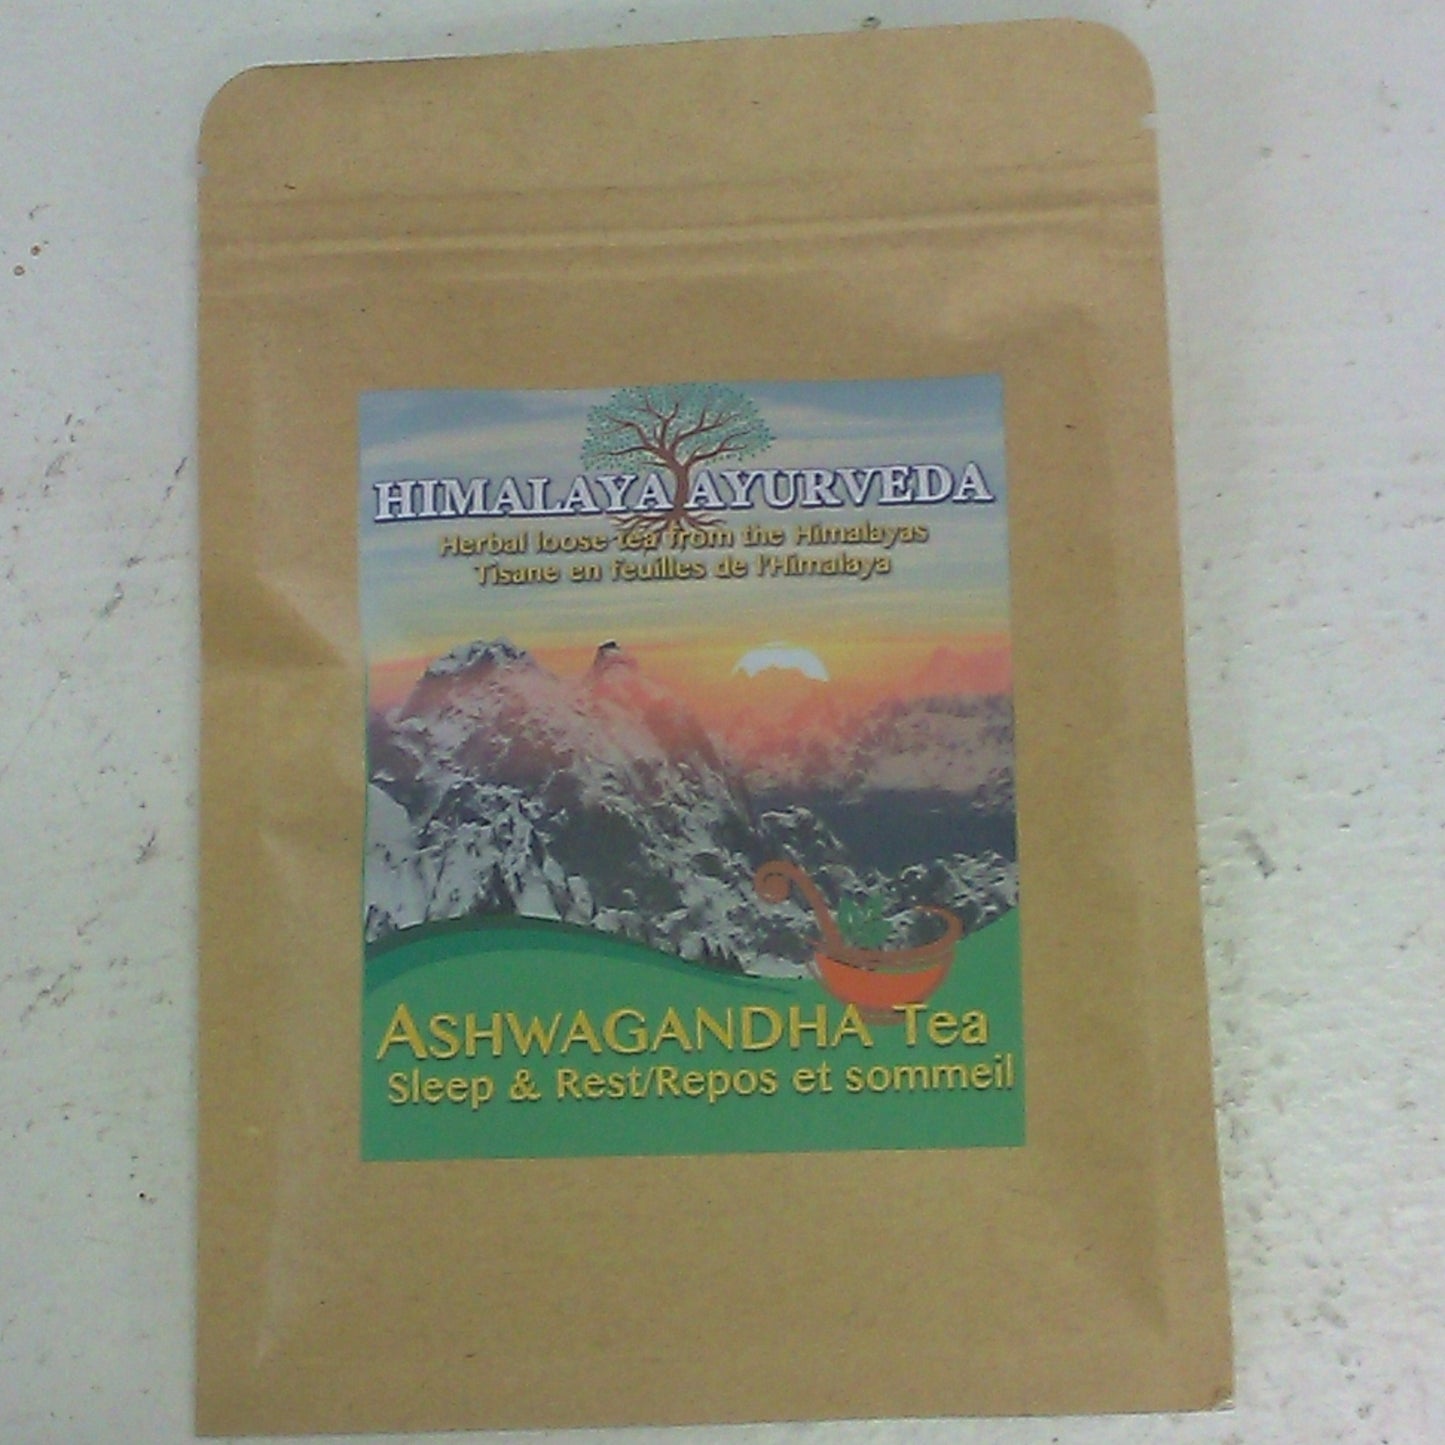 HIMALAYA AYURVEDA
Herbal loose tea from the Himalayas
Tisane en feuilles de l'Himalaya
ASHWAGANDHA Tea
Sleep & Rest/Repos et sommeil